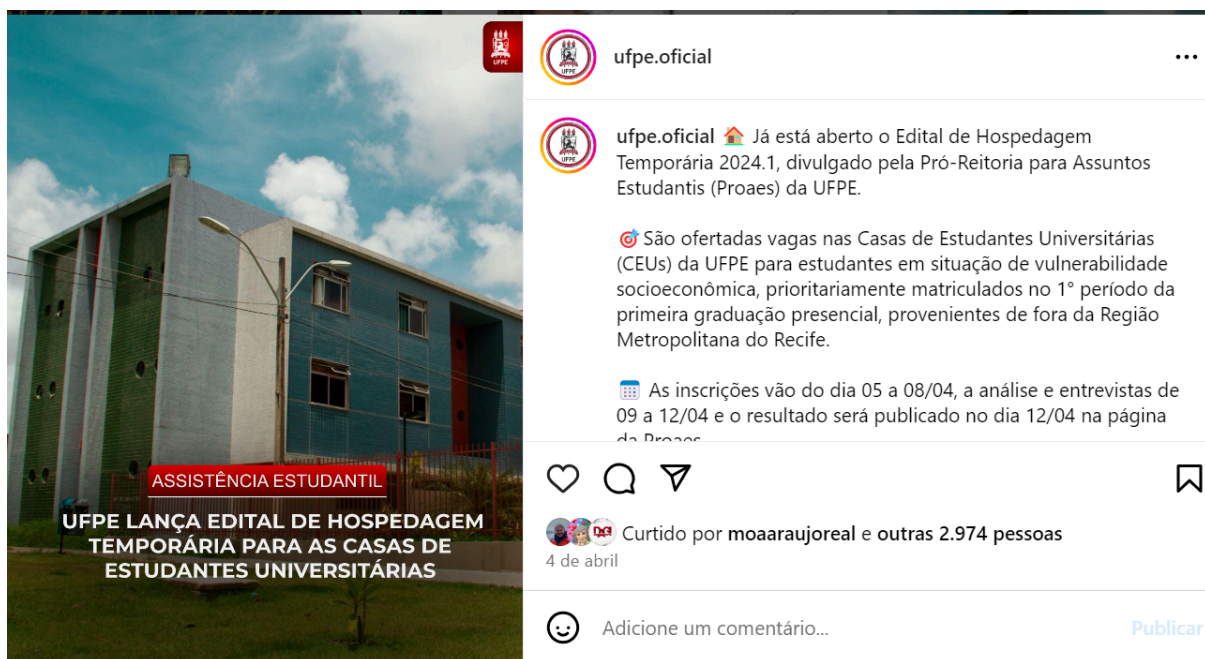 UFPE
ASSISTÊNCIA ESTUDANTIL
UFPE LANÇA EDITAL DE HOSPEDAGEM
TEMPORÁRIA PARA AS CASAS DE
ESTUDANTES UNIVERSITÁRIAS
ufpe.oficial
ufpe.oficial 🏠 Já está aberto o Edital de Hospedagem
Temporária 2024.1, divulgado pela Pró-Reitoria para Assuntos
Estudantis (Proaes) da UFPE.
🎯 São ofertadas vagas nas Casas de Estudantes Universitárias
(CEUs) da UFPE para estudantes em situação de vulnerabilidade
socioeconômica, prioritariamente matriculados no 1° período da
primeira graduação presencial, provenientes de fora da Região
Metropolitana do Recife.
🗓️ As inscrições vão do dia 05 a 08/04, a análise e entrevistas de
09 a 12/04 e o resultado será publicado no dia 12/04 na página
da Proaes
Curtido por moaaraujoreal e outras 2.974 pessoas
4 de abril
Adicione um comentário...
Publicar